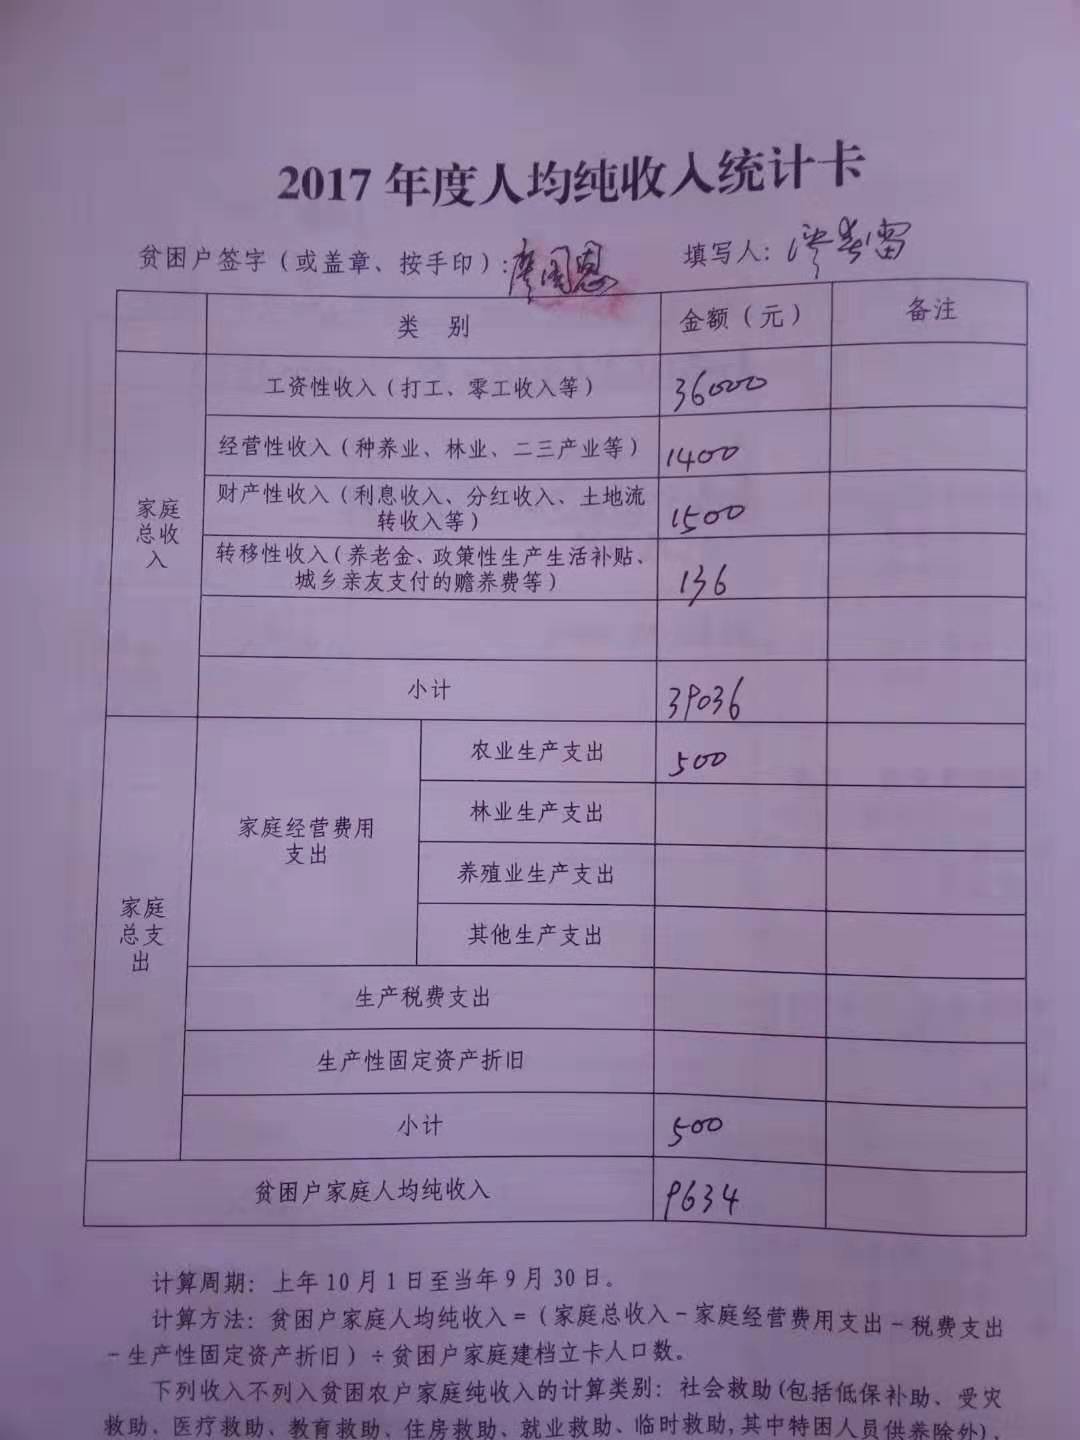 2017年度人均纯收入统计卡
贫困户签字（或盖章、按手印）：廖国恩 填写人：廖春雷
类 别 金额（元） 备注
家庭
总收
入
工资性收入（打工、零工收入等） 36000
经营性收入（种养业、林业、二三产业等） 1400
财产性收入（利息收入、分红收入、土地流
转收入等） 1500
转移性收入（养老金、政策性生产生活补贴、
城乡亲友支付的赡养费等） 136
小计 39036
家庭
总支
出
家庭经营费用
支出
农业生产支出 500
林业生产支出
养殖业生产支出
其他生产支出
生产税费支出
生产性固定资产折旧
小计 500
贫困户家庭人均纯收入 9634
计算周期：上年10月1日至当年9月30日。
计算方法：贫困户家庭人均纯收入=（家庭总收入-家庭经营费用支出-税费支出
-生产性固定资产折旧）÷贫困户家庭建档立卡人口数。
下列收入不列入贫困农户家庭纯收入的计算类别：社会救助(包括低保补助、受灾
救助、医疗救助、教育救助、住房救助、就业救助、临时救助,其中特困人员供养除外)，